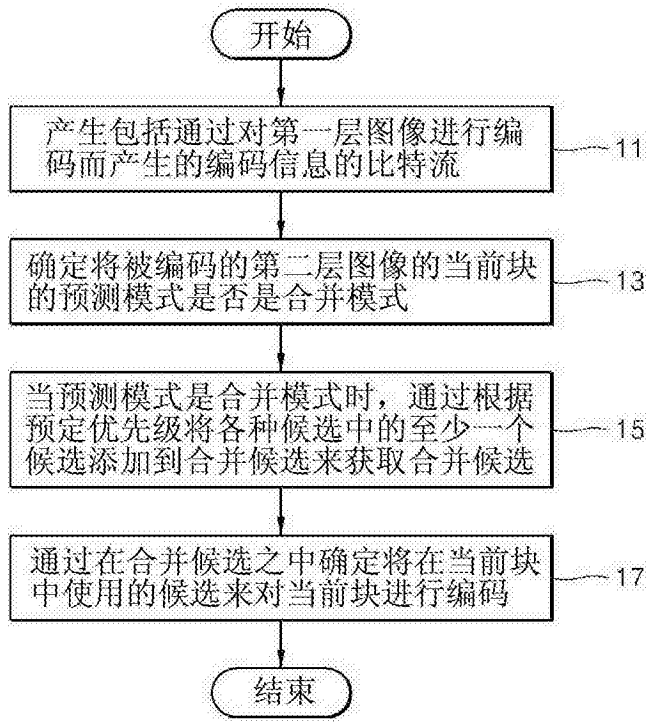 开始
产生包括通过对第一层图像进行编
码而产生的编码信息的比特流
11
确定将被编码的第二层图像的当前块
的预测模式是否是合并模式
13
当预测模式是合并模式时，通过根据
预定优先级将各种候选中的至少一个
候选添加到合并候选来获取合并候选
15
通过在合并候选之中确定将在当前块
中使用的候选来对当前块进行编码
17
结束